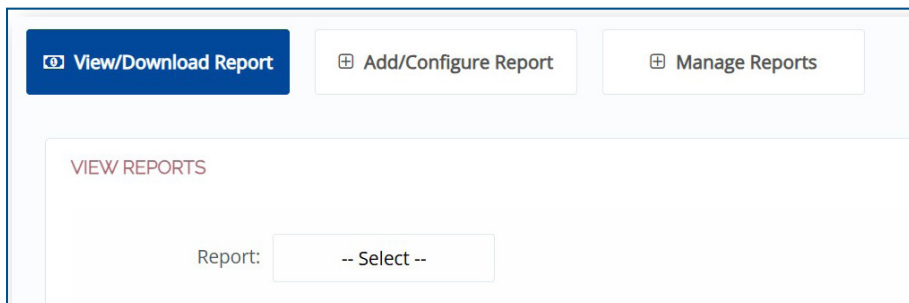 View/Download Report Add/Configure Report Manage Reports
VIEW REPORTS
Report: -- Select --